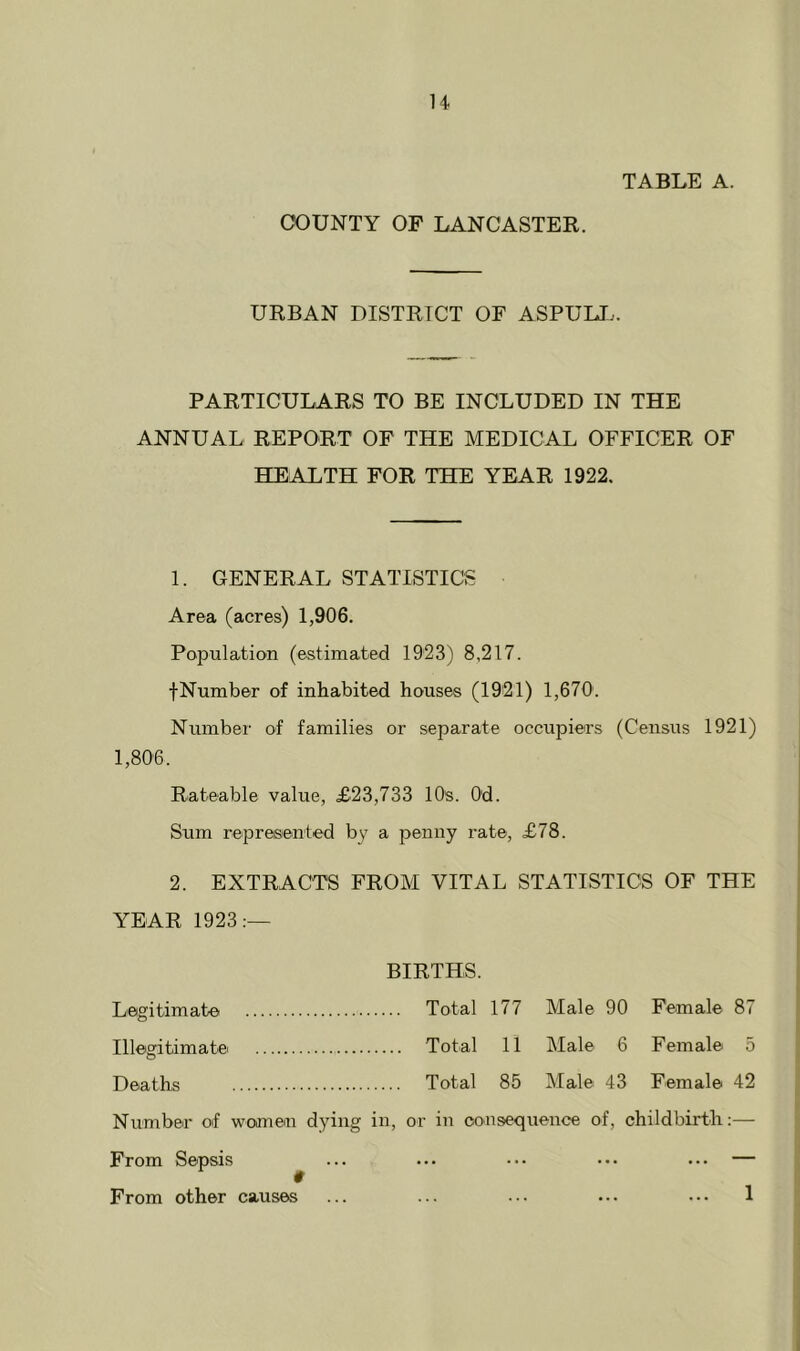 14
TABLE A.
COUNTY OF LANCASTER.
URBAN DISTRICT OF ASPULL.
PARTICULARS TO BE INCLUDED IN THE
ANNUAL REPORT OF THE MEDICAL OFFICER OF
HEALTH FOR THE YEAR 1922.
1. GENERAL STATISTICS
Area (acres) 1,906.
Population (estimated 1923) 8,217.
†Number of inhabited houses (1921) 1,670.
Number of families or separate occupiers (Census 1921)
1,806.
Rateable value, £23,733 10s. 0d.
Sum represented by a penny rate, £78.
2. EXTRACTS FROM VITAL STATISTICS OF THE
YEAR 1923:—
BIRTHS.
Legitimate ........................ Total 177 Male 90 Female 87
Illegitimate ........................ Total 11 Male 6 Female 5
Deaths ........................ Total 85 Male 43 Female 42
Number of women dying in, or in consequence of, childbirth:—
From Sepsis ... ... ... ... ... —
From other causes ... ... ... ... ... 1